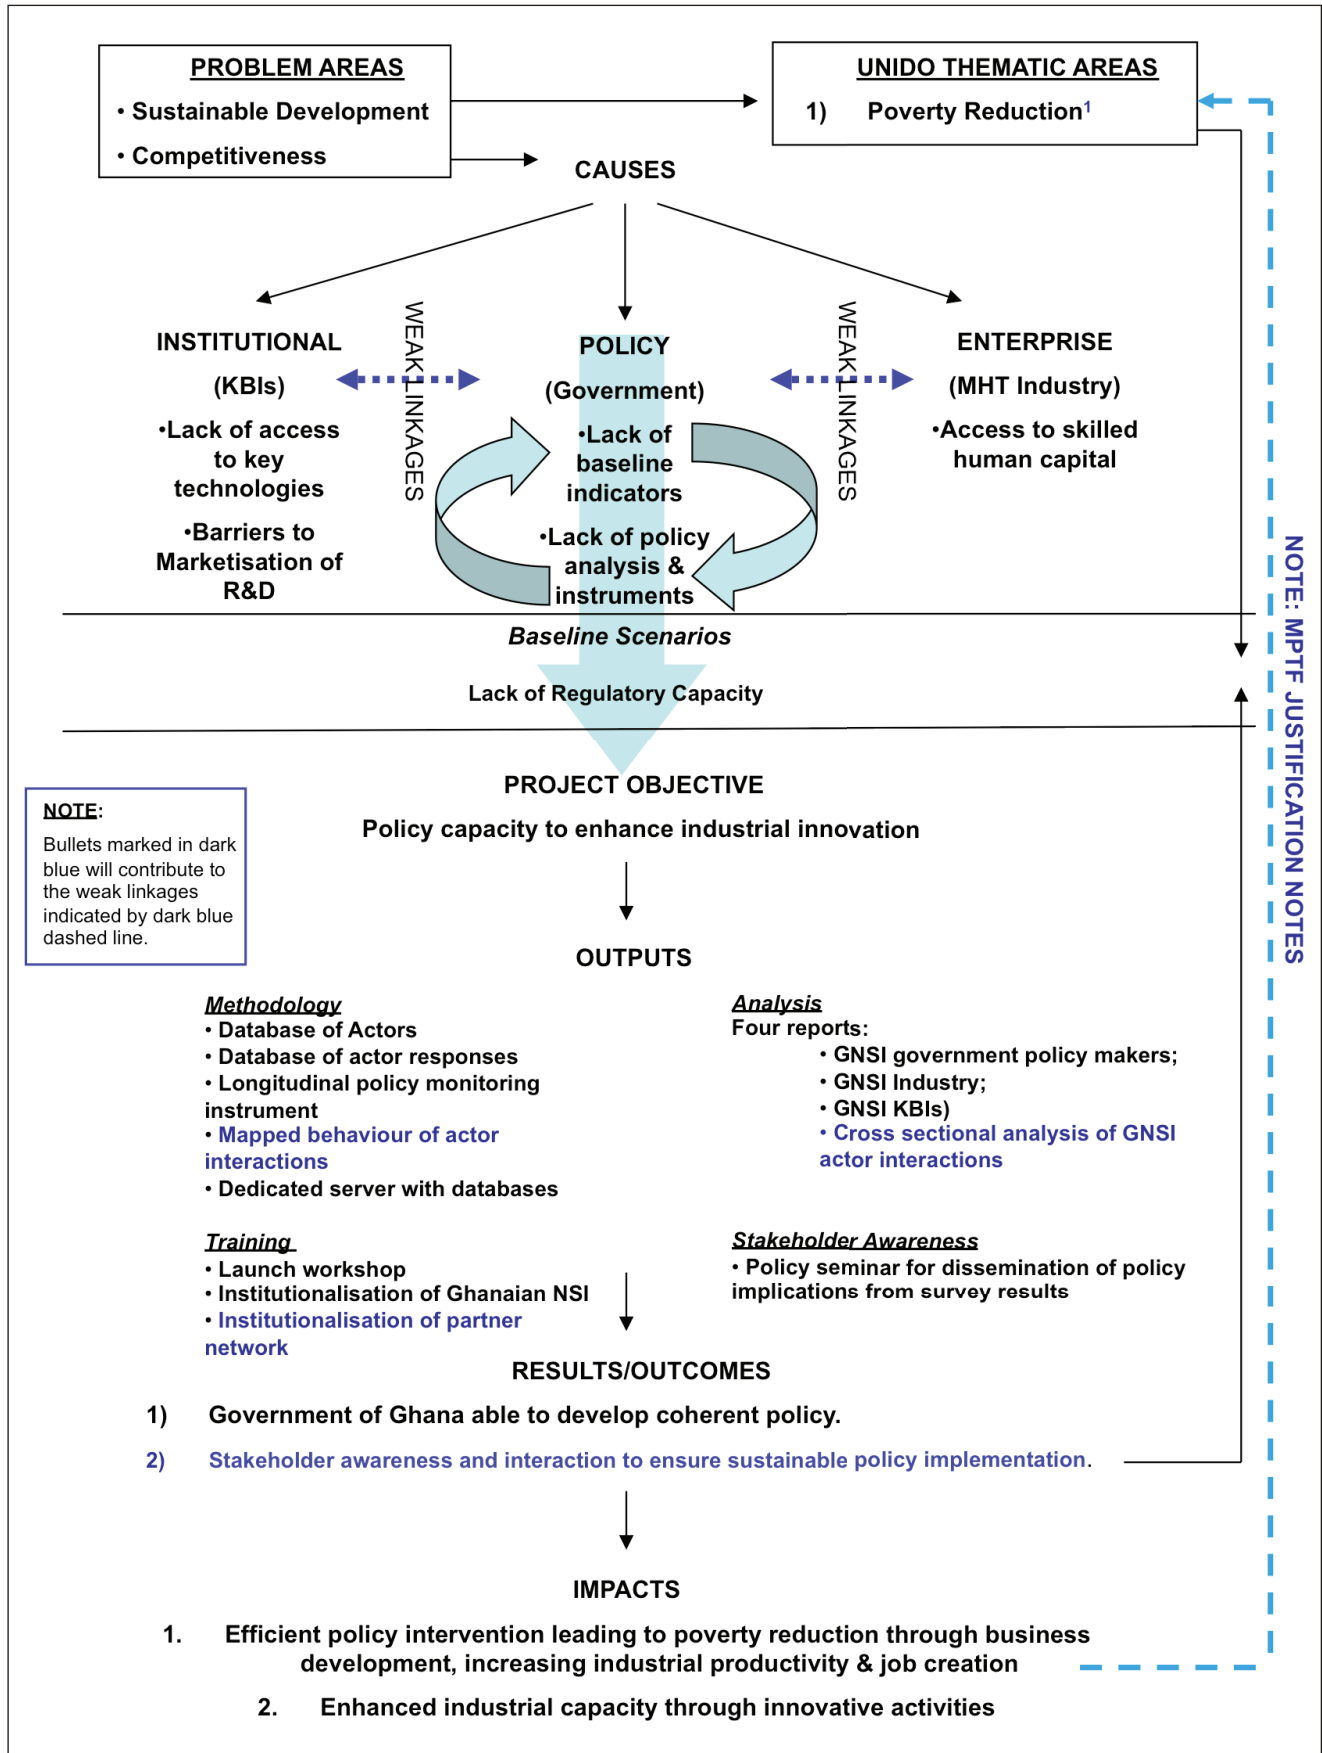 PROBLEM AREAS
• Sustainable Development
• Competitiveness
UNIDO THEMATIC AREAS
1) Poverty Reduction¹
CAUSES
INSTITUTIONAL
(KBIs)
•Lack of access
to key
technologies
•Barriers to
Marketisation of
R&D
WEAK LINKAGES
POLICY
(Government)
•Lack of
baseline
indicators
•Lack of policy
analysis &
instruments
WEAK LINKAGES
ENTERPRISE
(MHT Industry)
•Access to skilled
human capital
Baseline Scenarios
Lack of Regulatory Capacity
NOTE: MPTF JUSTIFICATION NOTES
PROJECT OBJECTIVE
Policy capacity to enhance industrial innovation
NOTE:
Bullets marked in dark
blue will contribute to
the weak linkages
indicated by dark blue
dashed line.
OUTPUTS
Methodology
• Database of Actors
• Database of actor responses
• Longitudinal policy monitoring
instrument
• Mapped behaviour of actor
interactions
• Dedicated server with databases
Analysis
Four reports:
• GNSI government policy makers;
• GNSI Industry;
• GNSI KBIs)
• Cross sectional analysis of GNSI
actor interactions
Training
• Launch workshop
• Institutionalisation of Ghanaian NSI
• Institutionalisation of partner
network
Stakeholder Awareness
• Policy seminar for dissemination of policy
implications from survey results
RESULTS/OUTCOMES
1) Government of Ghana able to develop coherent policy.
2) Stakeholder awareness and interaction to ensure sustainable policy implementation.
IMPACTS
1. Efficient policy intervention leading to poverty reduction through business
development, increasing industrial productivity & job creation
2. Enhanced industrial capacity through innovative activities